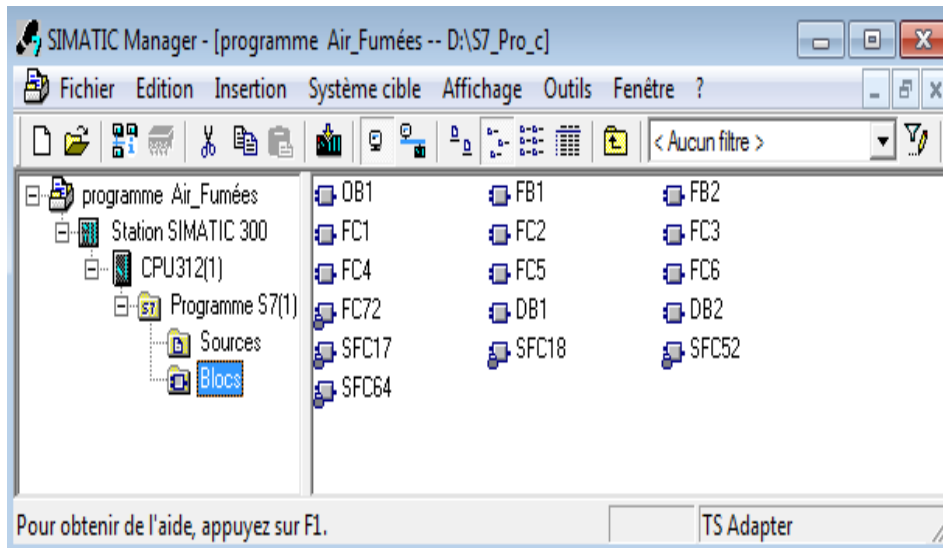 SIMATIC Manager - [programme Air_Fumées -- D:\S7_Pro_c]
Fichier Edition Insertion Système cible Affichage Outils Fenêtre ?
< Aucun filtre >
programme Air_Fumées
Station SIMATIC 300
CPU312(1)
Programme S7(1)
Sources
Blocs
OB1 FB1 FB2
FC1 FC2 FC3
FC4 FC5 FC6
FC72 DB1 DB2
SFC17 SFC18 SFC52
SFC64
Pour obtenir de l'aide, appuyez sur F1.
TS Adapter